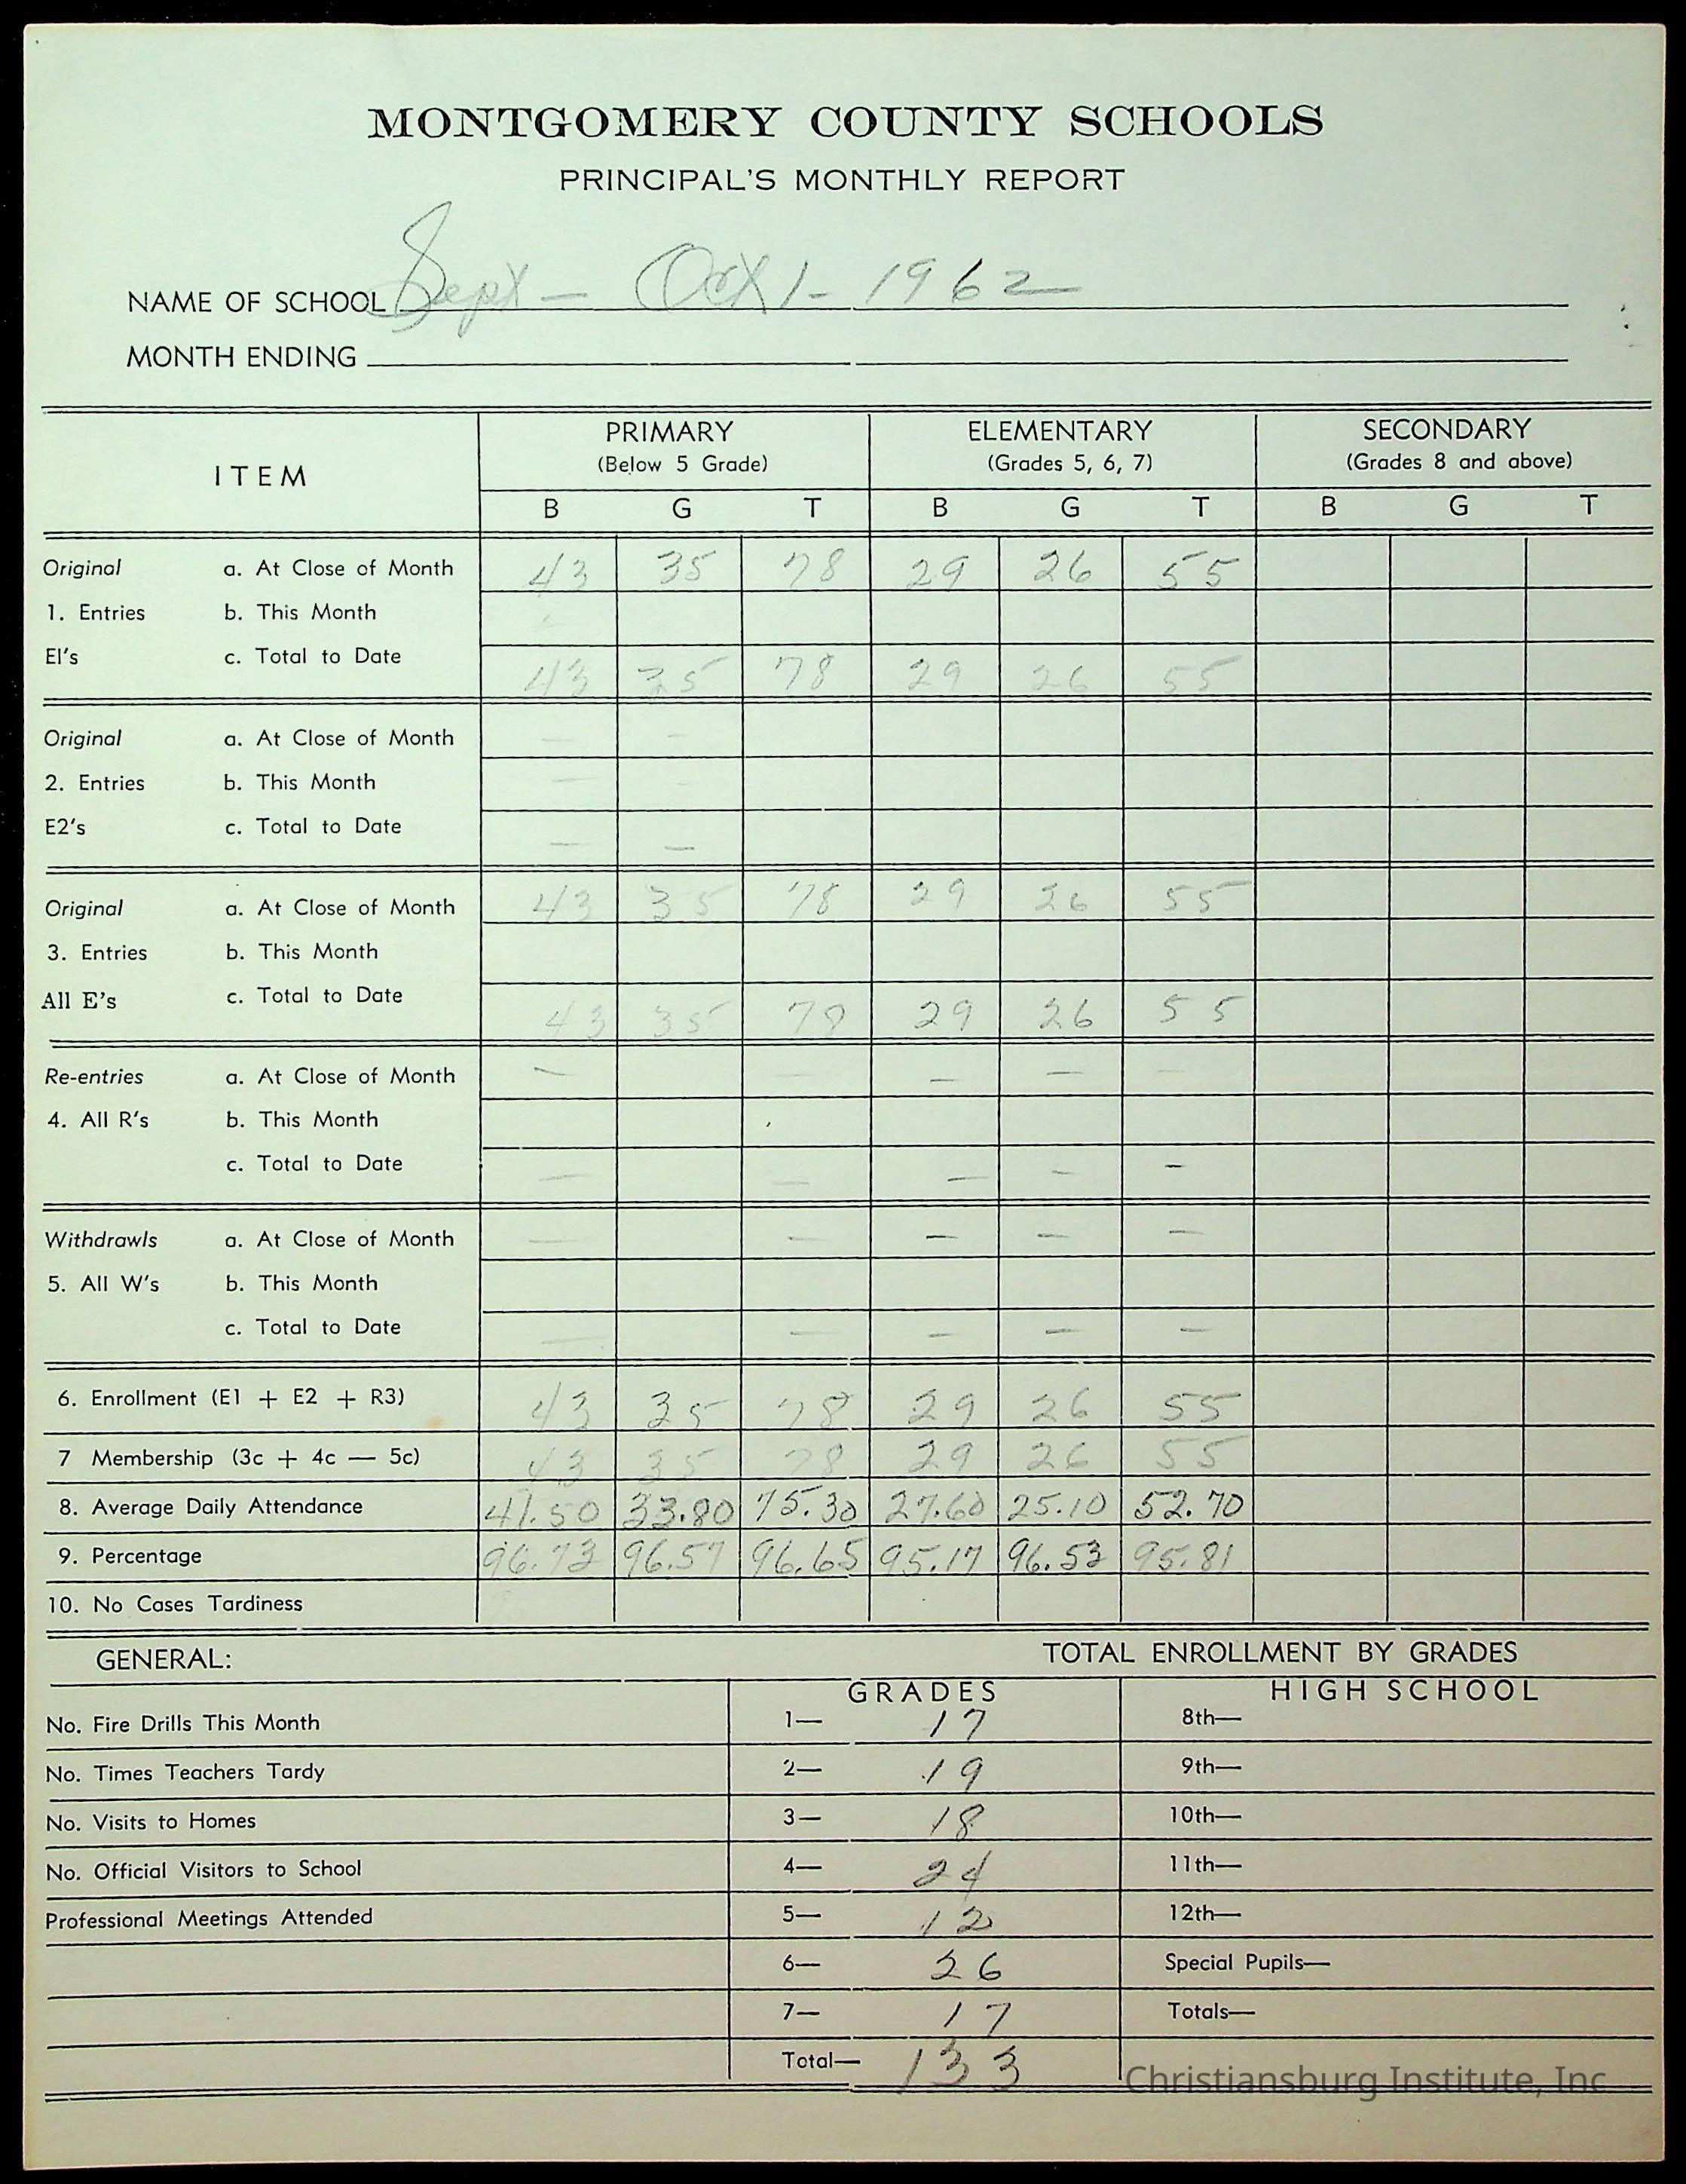 MONTGOMERY COUNTY SCHOOLS
PRINCIPAL'S MONTHLY REPORT
NAME OF SCHOOL Sept - Oct 1 - 1962
MONTH ENDING
ITEM PRIMARY (Below 5 Grade) ELEMENTARY (Grades 5, 6, 7) SECONDARY (Grades 8 and above)
B G T B G T B G T
Original a. At Close of Month 43 35 78 29 26 55
1. Entries b. This Month
El's c. Total to Date 43 35 78 29 26 55
Original a. At Close of Month — —
2. Entries b. This Month — —
E2's c. Total to Date — —
Original a. At Close of Month 43 35 78 29 26 55
3. Entries b. This Month
All E's c. Total to Date 43 35 78 29 26 55
Re-entries a. At Close of Month — — — — —
4. All R's b. This Month
c. Total to Date — — — — —
Withdrawls a. At Close of Month — — — — —
5. All W's b. This Month
c. Total to Date — — — — —
6. Enrollment (E1 + E2 + R3) 43 35 78 29 26 55
7 Membership (3c + 4c — 5c) 43 35 78 29 26 55
8. Average Daily Attendance 41.50 33.80 75.30 27.60 25.10 52.70
9. Percentage 96.73 96.57 96.65 95.17 96.53 95.81
10. No Cases Tardiness
GENERAL: TOTAL ENROLLMENT BY GRADES
GRADES HIGH SCHOOL
No. Fire Drills This Month 1— 17 8th—
No. Times Teachers Tardy 2— 19 9th—
No. Visits to Homes 3— 18 10th—
No. Official Visitors to School 4— 24 11th—
Professional Meetings Attended 5— 12 12th—
6— 26 Special Pupils—
7— 17 Totals—
Total— 133
Christiansburg Institute, Inc